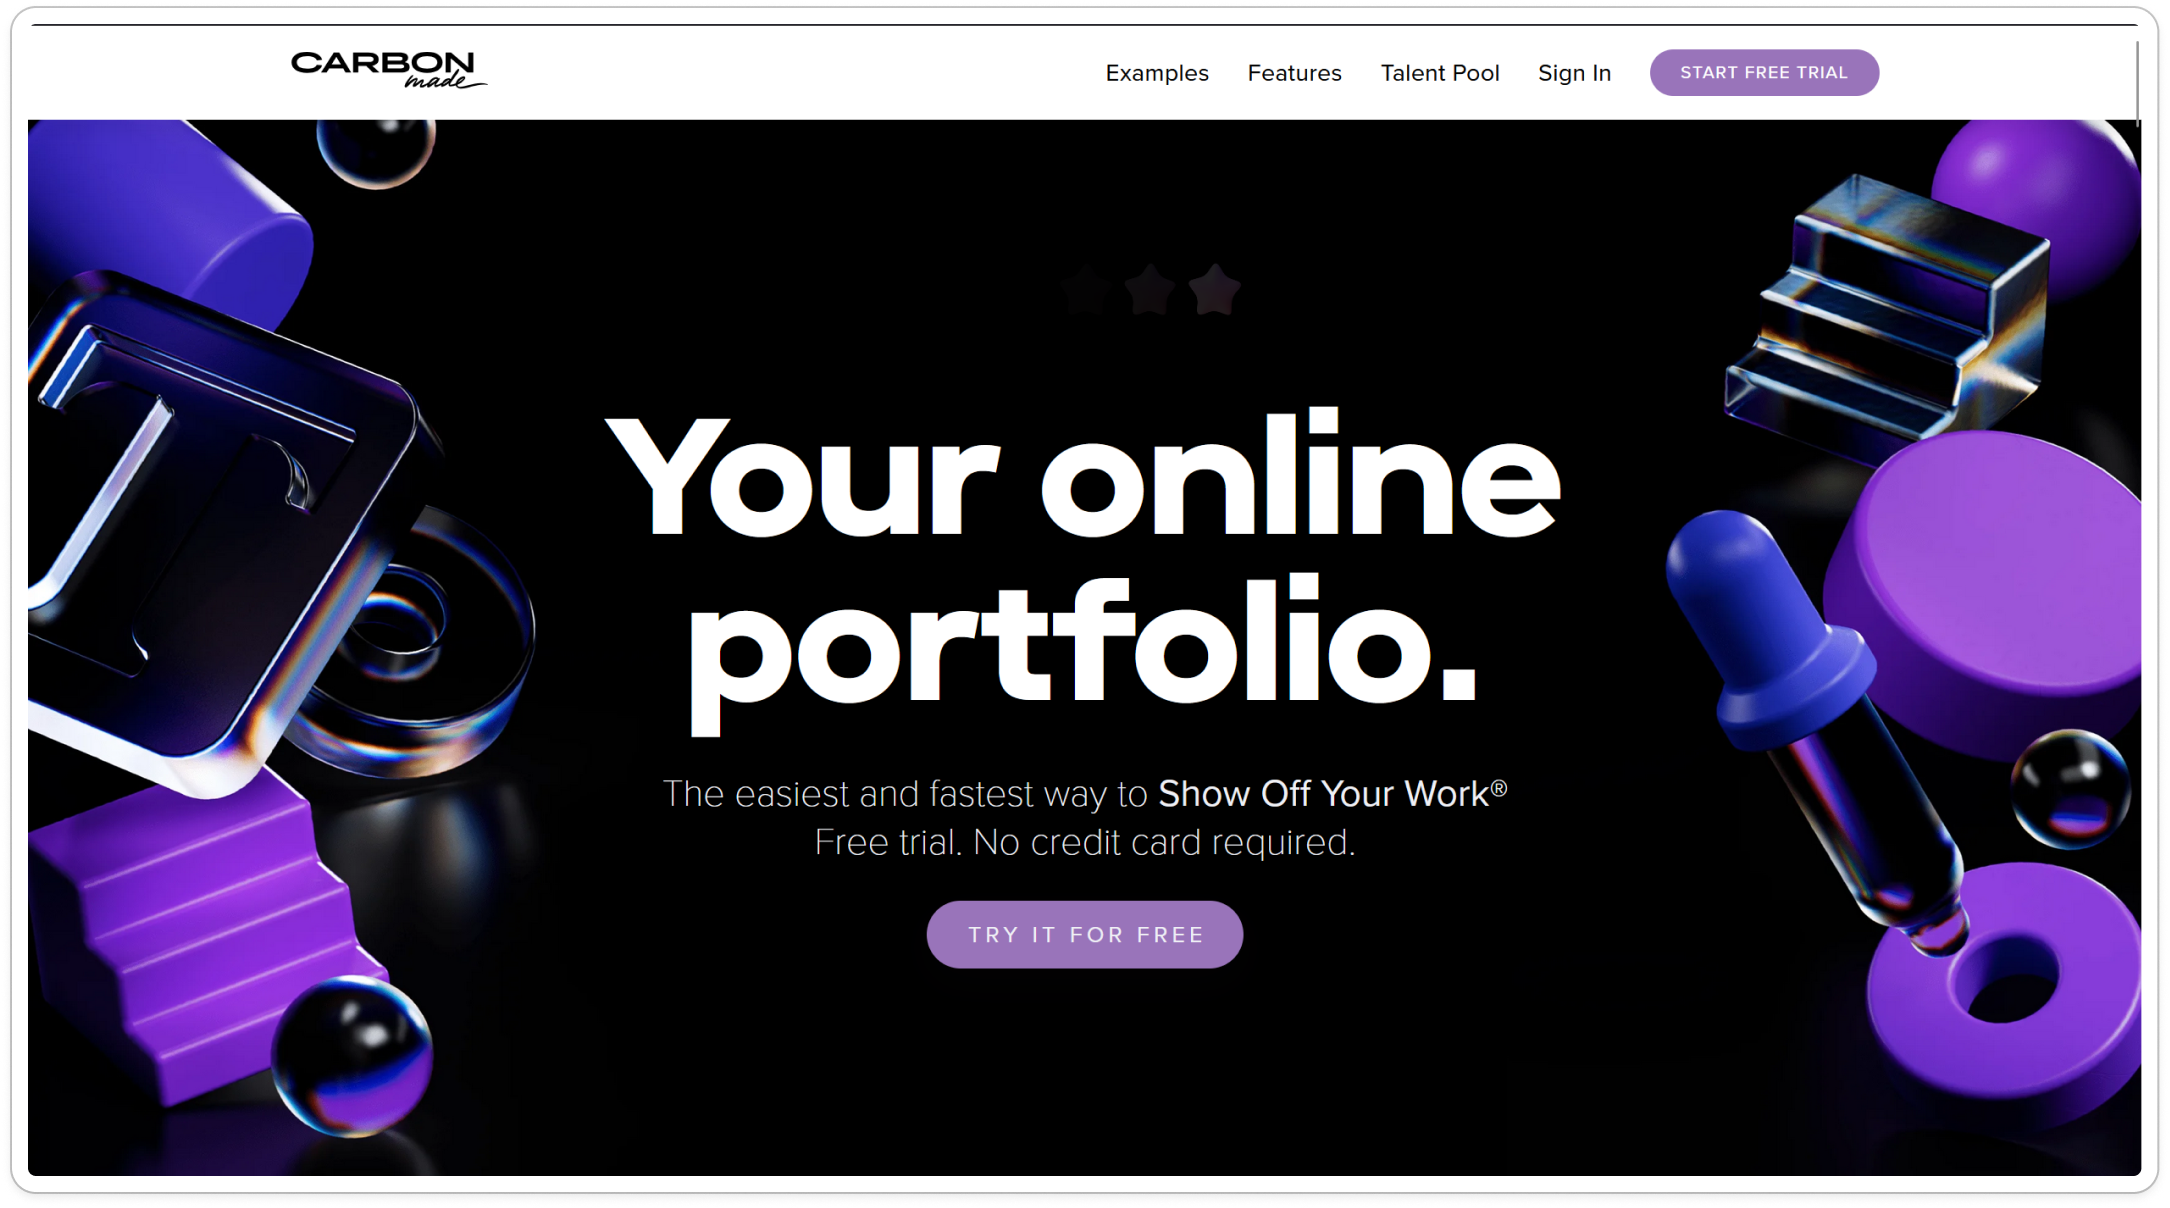 CARBON
made
Examples
Features
Talent Pool
Sign In
START FREE TRIAL
T
Your online
portfolio.
The easiest and fastest way to Show Off Your Work®
Free trial. No credit card required.
TRY IT FOR FREE